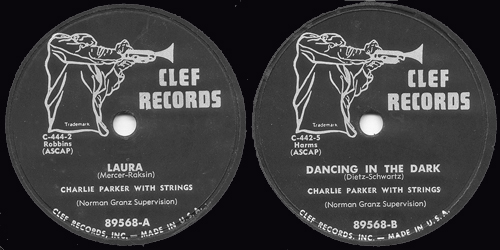 CLEF
RECORDS
Trademark
C-444-2
Robbins
(ASCAP)
LAURA
(Mercer-Raksin)
CHARLIE PARKER WITH STRINGS
(Norman Granz Supervision)
89568-A
CLEF RECORDS, INC. — MADE IN U.S.A.
CLEF
RECORDS
Trademark
C-442-5
Harms
(ASCAP)
DANCING IN THE DARK
(Dietz-Schwartz)
CHARLIE PARKER WITH STRINGS
(Norman Granz Supervision)
89568-B
CLEF RECORDS, INC. — MADE IN U.S.A.